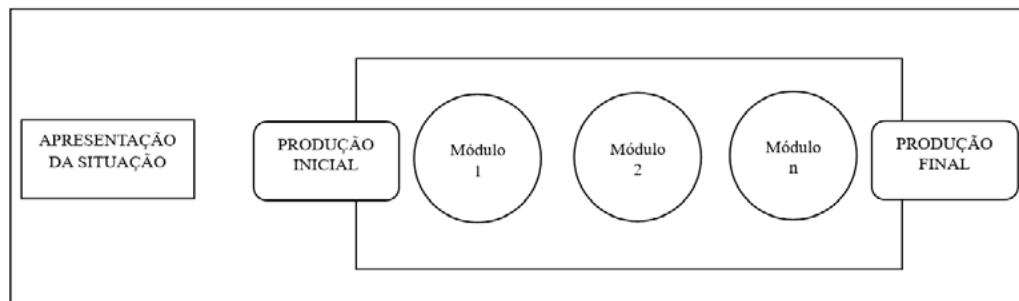 APRESENTAÇÃO
DA SITUAÇÃO
PRODUÇÃO
INICIAL
Módulo
1
Módulo
2
Módulo
n
PRODUÇÃO
FINAL